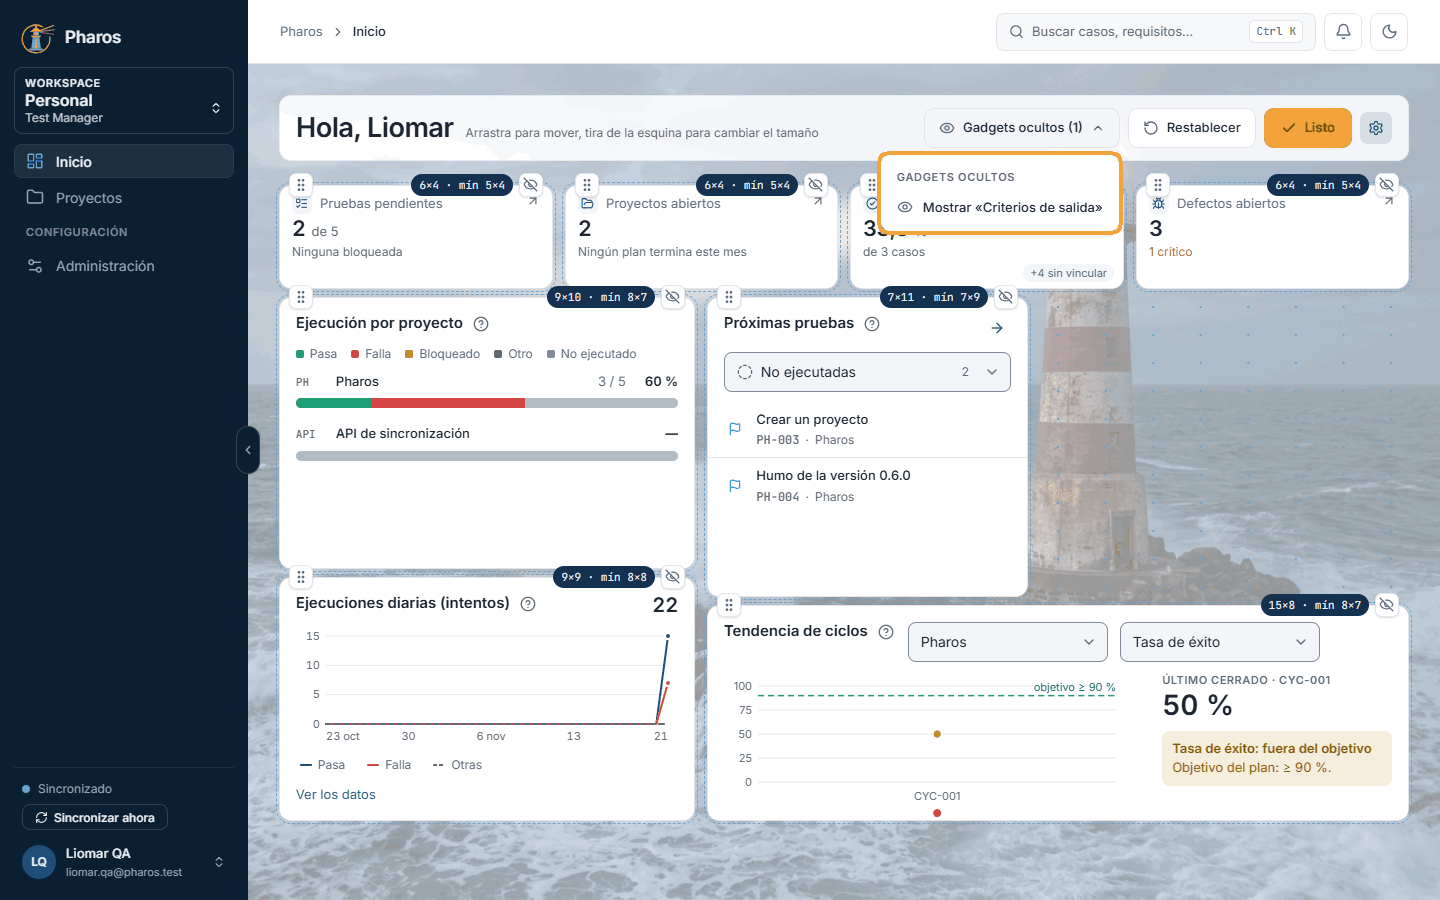 Pharos
WORKSPACE
Personal
Test Manager
Inicio
Proyectos
CONFIGURACIÓN
Administración
Sincronizado
Sincronizar ahora
LQ
Liomar QA
liomar.qa@pharos.test
Pharos > Inicio
Buscar casos, requisitos...
Ctrl K
Hola, Liomar
Arrastra para mover, tira de la esquina para cambiar el tamaño
Gadgets ocultos (1)
Restablecer
Listo
GADGETS OCULTOS
Mostrar «Criterios de salida»
6×4 · mín 5×4
Pruebas pendientes
2 de 5
Ninguna bloqueada
6×4 · mín 5×4
Proyectos abiertos
2
Ningún plan termina este mes
de 3 casos
+4 sin vincular
6×4 · mín 5×4
Defectos abiertos
3
1 crítico
9×10 · mín 8×7
Ejecución por proyecto
Pasa
Falla
Bloqueado
Otro
No ejecutado
PH Pharos 3 / 5 60 %
API API de sincronización —
7×11 · mín 7×9
Próximas pruebas
No ejecutadas 2
Crear un proyecto
PH-003 · Pharos
Humo de la versión 0.6.0
PH-004 · Pharos
9×9 · mín 8×8
Ejecuciones diarias (intentos)
22
15
10
5
0
23 oct 30 6 nov 13 21
Pasa
Falla
Otras
Ver los datos
15×8 · mín 8×7
Tendencia de ciclos
Pharos
Tasa de éxito
100
75
50
25
0
objetivo ≥ 90 %
CYC-001
ÚLTIMO CERRADO · CYC-001
50 %
Tasa de éxito: fuera del objetivo
Objetivo del plan: ≥ 90 %.